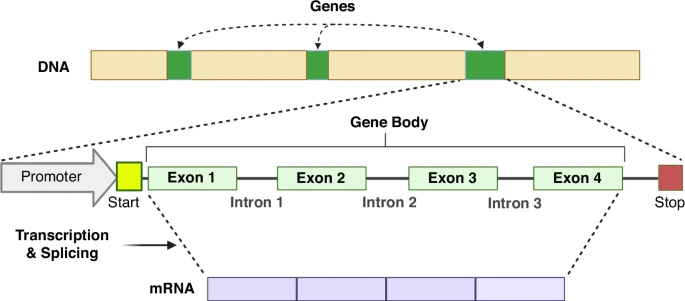 Genes
DNA
Gene Body
Promoter
Exon 1
Exon 2
Exon 3
Exon 4
Start
Intron 1
Intron 2
Intron 3
Stop
Transcription
& Splicing
mRNA